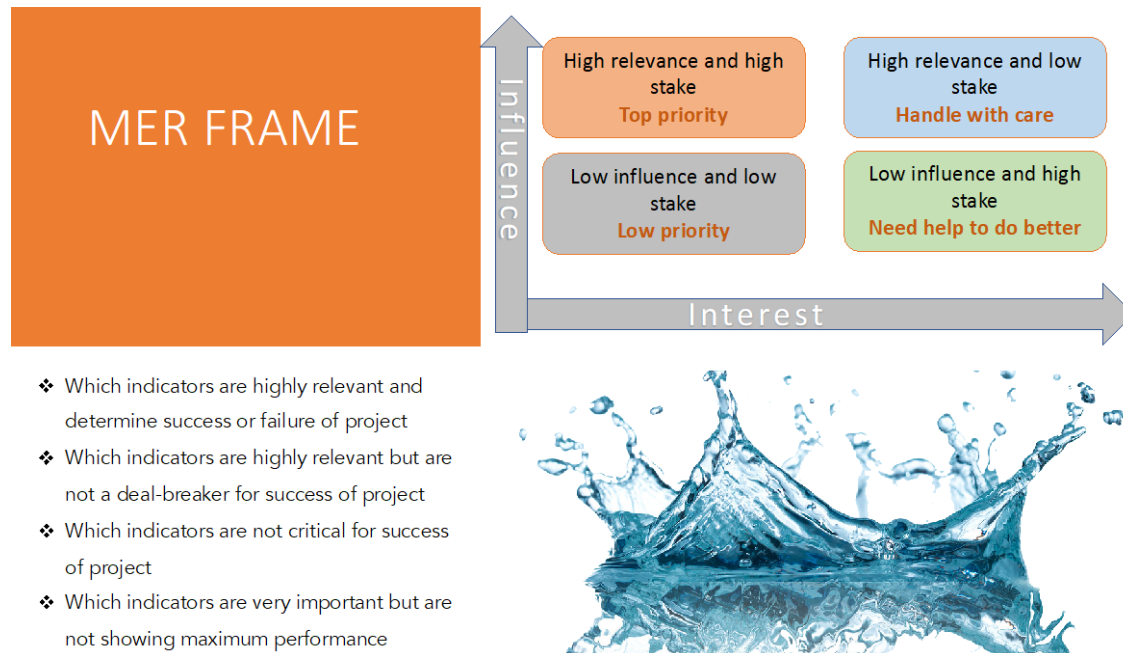 MER FRAME
Influence
High relevance and high
stake
Top priority
High relevance and low
stake
Handle with care
Low influence and low
stake
Low priority
Low influence and high
stake
Need help to do better
Interest
❖ Which indicators are highly relevant and
determine success or failure of project
❖ Which indicators are highly relevant but are
not a deal-breaker for success of project
❖ Which indicators are not critical for success
of project
❖ Which indicators are very important but are
not showing maximum performance